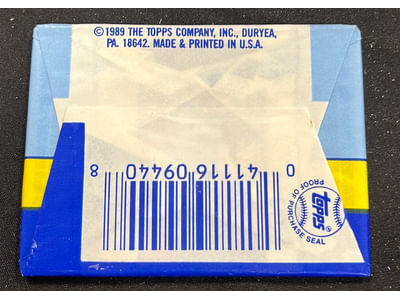 ©1989 THE TOPPS COMPANY, INC., DURYEA,
PA. 18642. MADE & PRINTED IN U.S.A.
0 41116 09440 8
TOPPS
PROOF OF PURCHASE SEAL